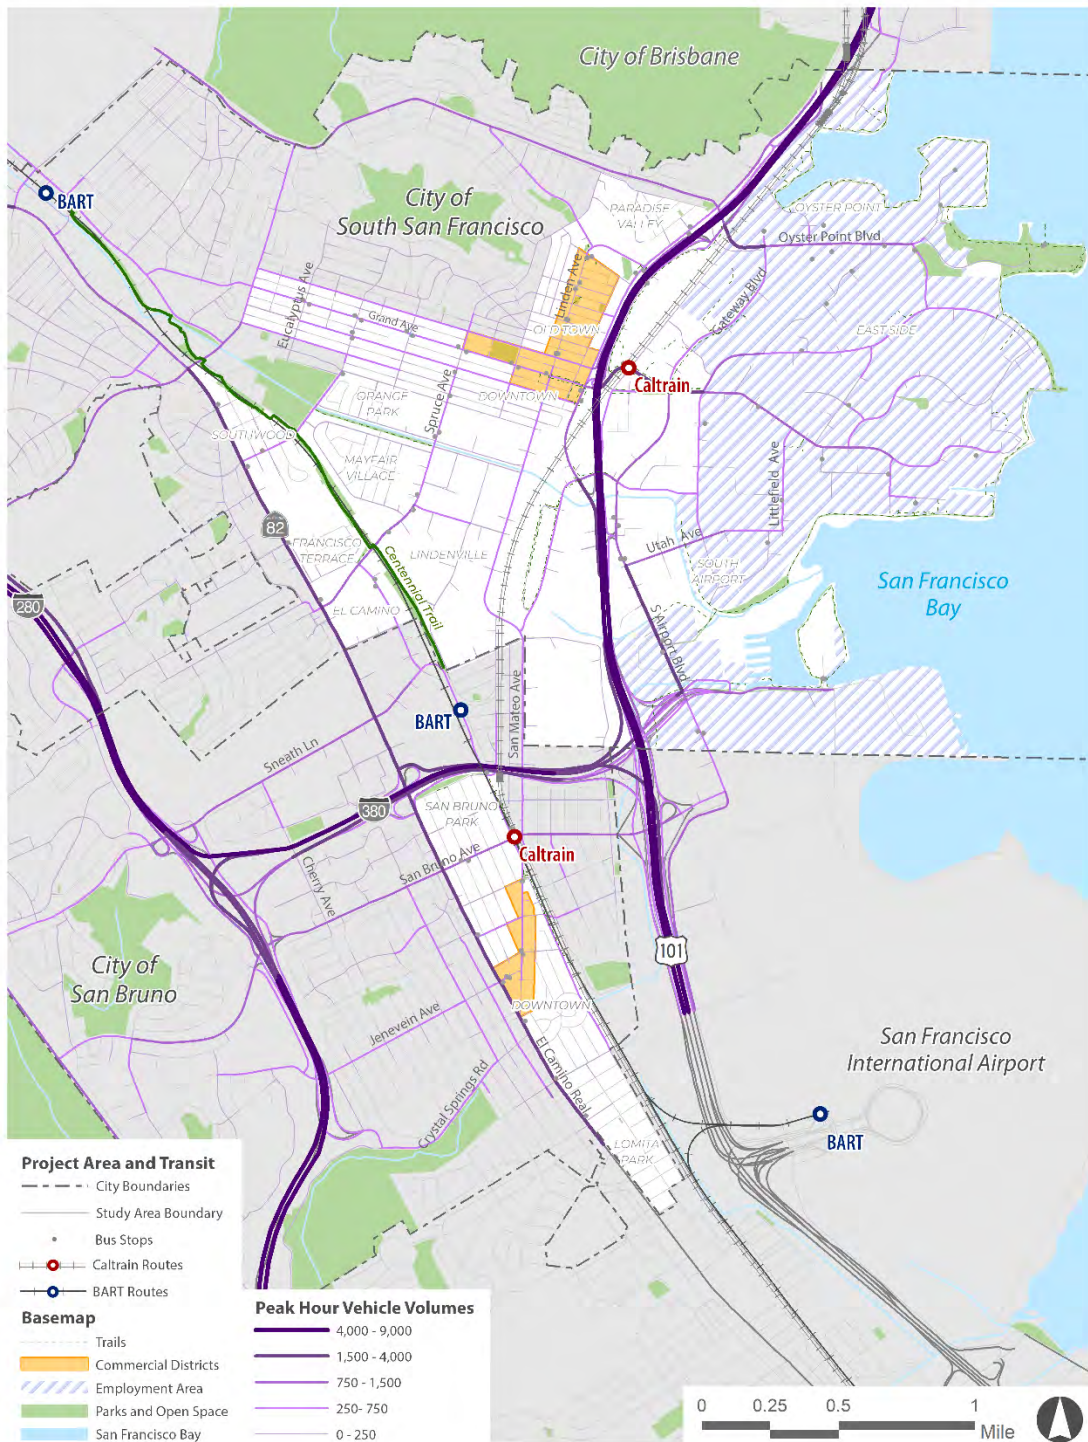 City of Brisbane
BART
City of
South San Francisco
PARADISE
VALLEY
OYSTER POINT
Oyster Point Blvd
Linden Ave
Gateway Blvd
Eucalyptus Ave
Grand Ave
OLD TOWN
EAST SIDE
Caltrain
Spruce Ave
ORANGE
PARK
DOWNTOWN
SOUTHWOOD
MAYFAIR
VILLAGE
Littlefield Ave
82
FRANCISCO
TERRACE
Centennial Trail
LINDENVILLE
Utah Ave
SOUTH
AIRPORT
San Francisco
Bay
280
EL CAMINO
S Airport Blvd
BART
San Mateo Ave
Sneath Ln
380
SAN BRUNO
PARK
Caltrain
San Bruno Ave
Cherry Ave
101
City of
San Bruno
DOWNTOWN
Jenevein Ave
El Camino Real
San Francisco
International Airport
Crystal Springs Rd
BART
LOMITA
PARK
Project Area and Transit
City Boundaries
Study Area Boundary
Bus Stops
Caltrain Routes
BART Routes
Basemap
Trails
Commercial Districts
Employment Area
Parks and Open Space
San Francisco Bay
Peak Hour Vehicle Volumes
4,000 - 9,000
1,500 - 4,000
750 - 1,500
250- 750
0 - 250
0 0.25 0.5 1
Mile